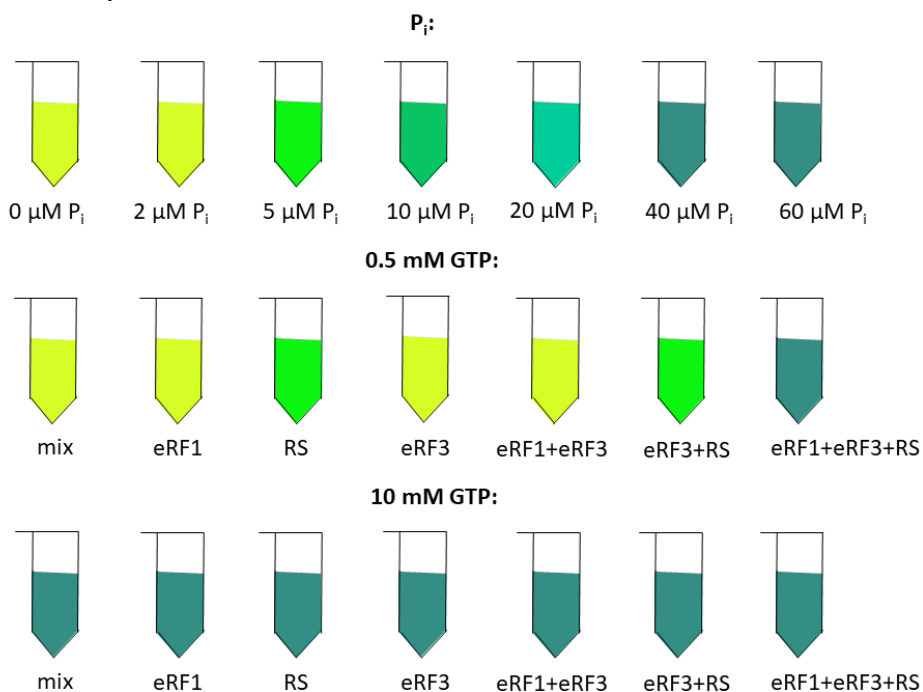 Pᵢ:
0 µM Pᵢ 2 µM Pᵢ 5 µM Pᵢ 10 µM Pᵢ 20 µM Pᵢ 40 µM Pᵢ 60 µM Pᵢ
0.5 mM GTP:
mix eRF1 RS eRF3 eRF1+eRF3 eRF3+RS eRF1+eRF3+RS
10 mM GTP:
mix eRF1 RS eRF3 eRF1+eRF3 eRF3+RS eRF1+eRF3+RS